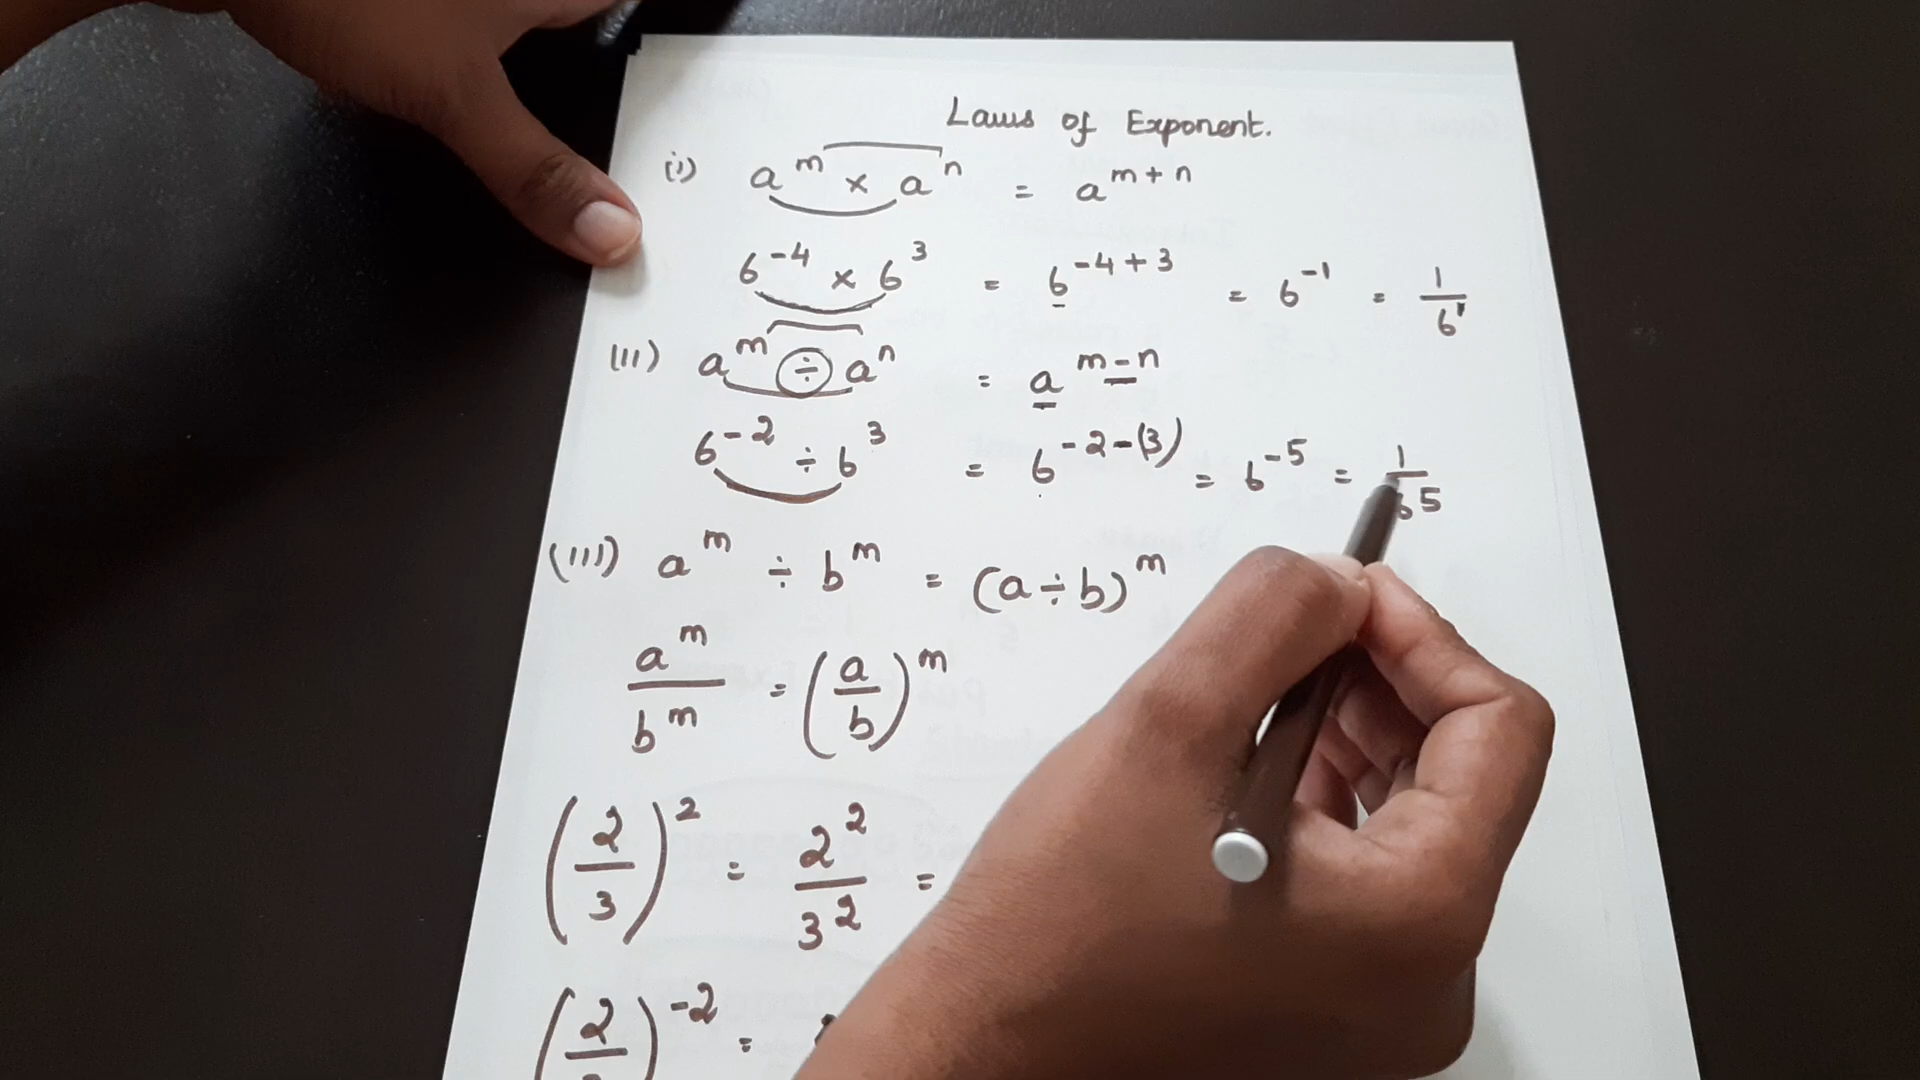 Laws of Exponent.
(i) a^m × a^n = a^(m+n)
6^-4 × 6^3 = 6^(-4+3) = 6^-1 = 1/6^1
(II) a^m ÷ a^n = a^(m-n)
6^-2 ÷ 6^3 = 6^(-2-(3)) = 6^-5 = 1/6^5
(III) a^m ÷ b^m = (a÷b)^m
a^m/b^m = (a/b)^m
(2/3)^2 = 2^2/3^2 =
(2/ )^-2 =